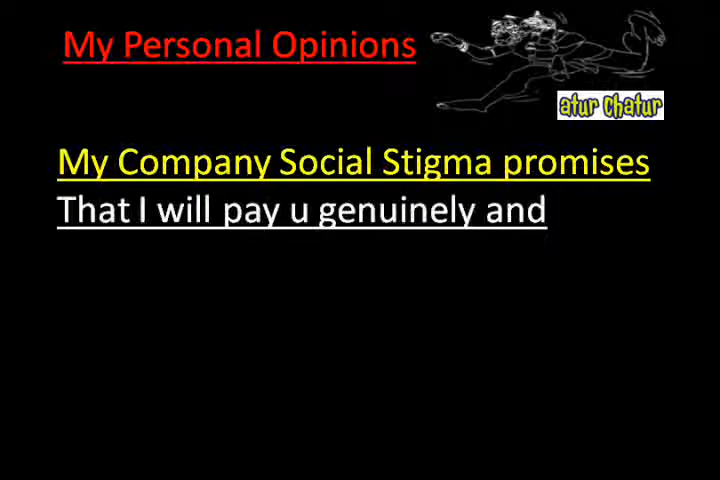 My Personal Opinions
atur chatur
My Company Social Stigma promises
That I will pay u genuinely and